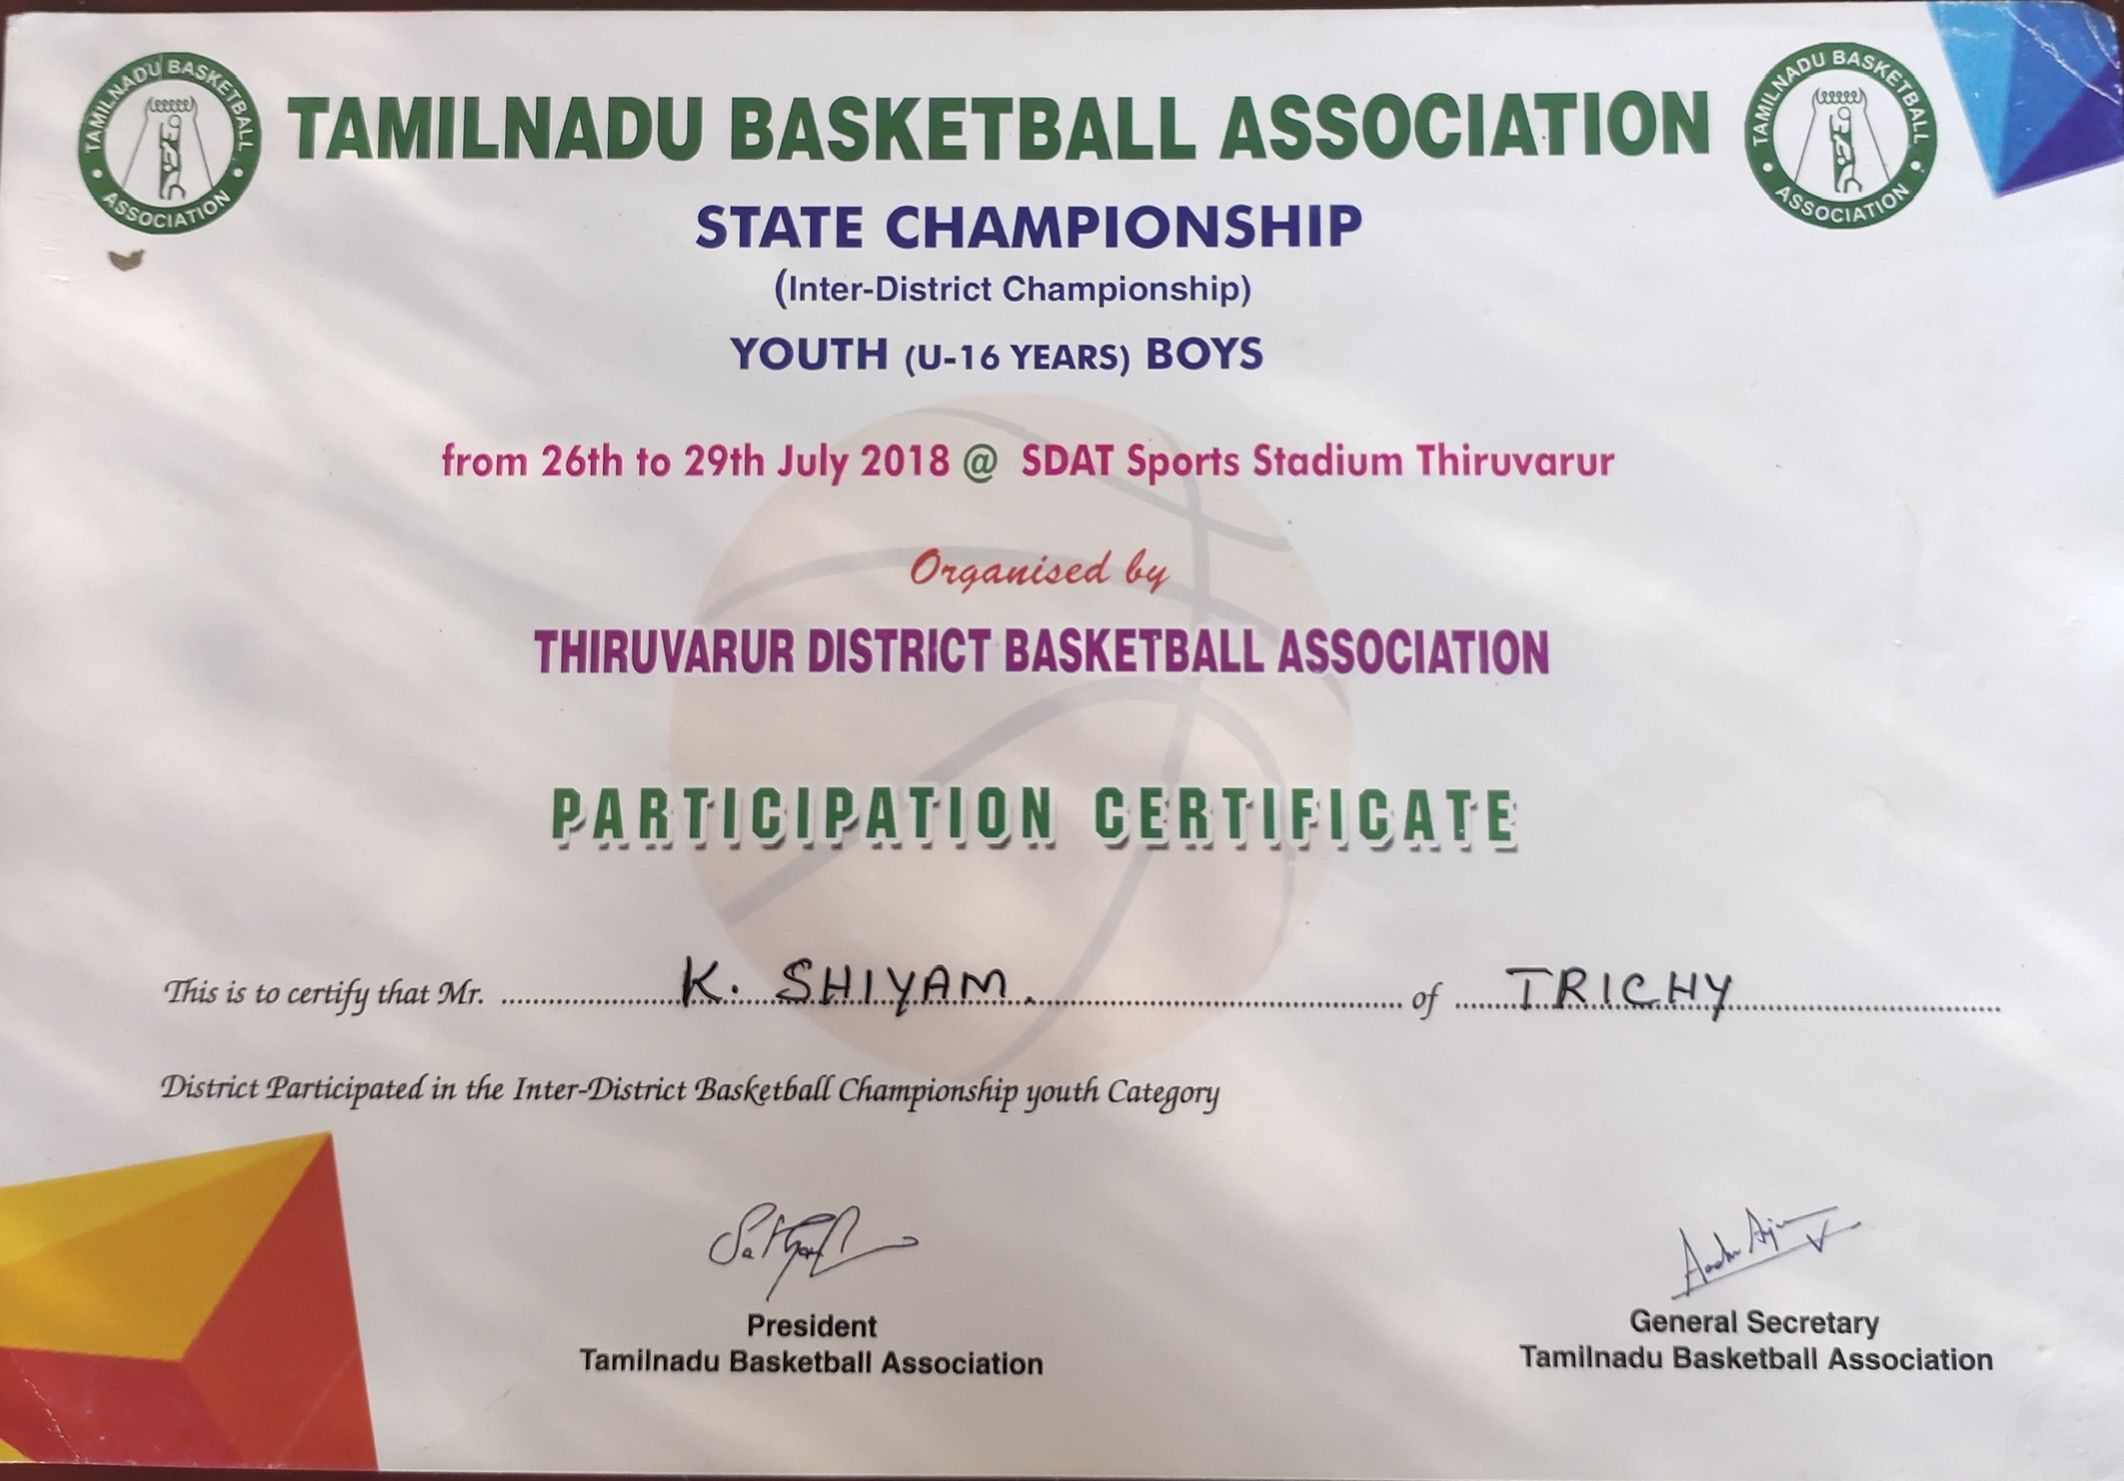 TAMILNADU BASKETBALL ASSOCIATION
TAMILNADU BASKETBALL ASSOCIATION
TAMILNADU BASKETBALL ASSOCIATION
STATE CHAMPIONSHIP
(Inter-District Championship)
YOUTH (U-16 YEARS) BOYS
from 26th to 29th July 2018 @ SDAT Sports Stadium Thiruvarur
Organised by
THIRUVARUR DISTRICT BASKETBALL ASSOCIATION
PARTICIPATION CERTIFICATE
This is to certify that Mr. K. SHIYAM. of TRICHY
District Participated in the Inter-District Basketball Championship youth Category
President
Tamilnadu Basketball Association
General Secretary
Tamilnadu Basketball Association